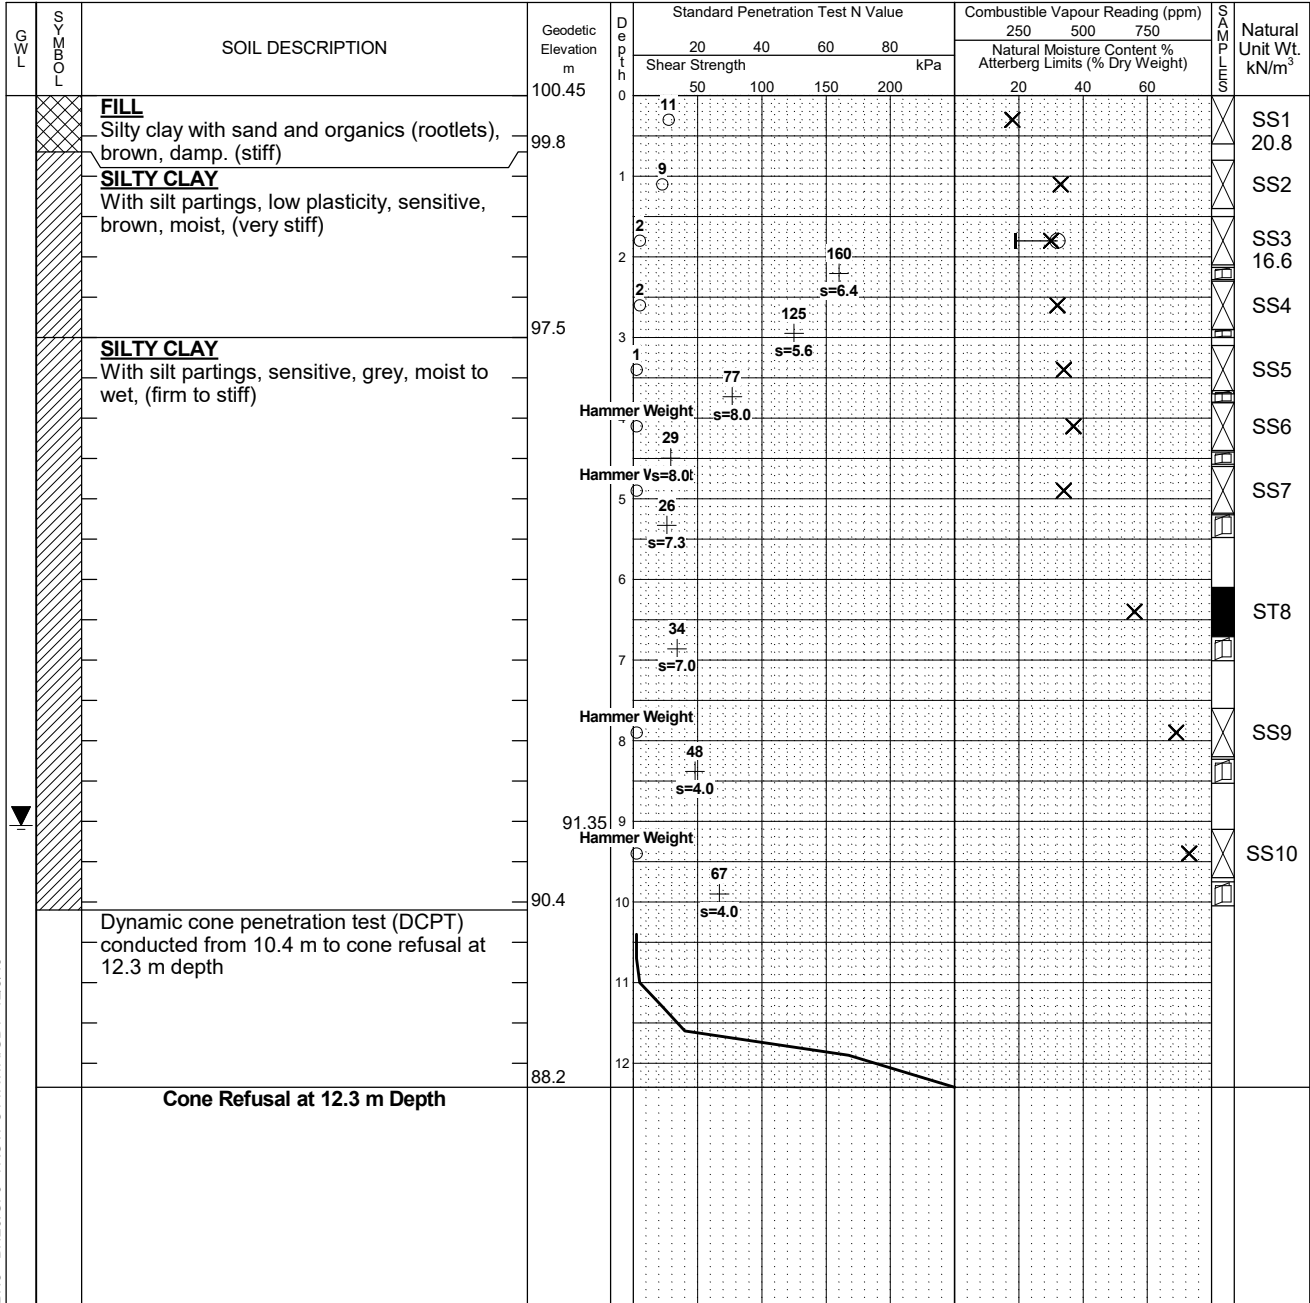 GWL
SYMBOL
SOIL DESCRIPTION
Geodetic
Elevation
m
100.45
Depth
Standard Penetration Test N Value
20 40 60 80
Shear Strength kPa
50 100 150 200
Combustible Vapour Reading (ppm)
250 500 750
Natural Moisture Content %
Atterberg Limits (% Dry Weight)
20 40 60
SAMPLES
Natural
Unit Wt.
kN/m³
0
FILL
Silty clay with sand and organics (rootlets),
brown, damp. (stiff)
99.8
11
SS1
20.8
SILTY CLAY
With silt partings, low plasticity, sensitive,
brown, moist, (very stiff)
1
9
SS2
2
SS3
16.6
2
160
s=6.4
2
SS4
125
s=5.6
97.5
3
SILTY CLAY
With silt partings, sensitive, grey, moist to
wet, (firm to stiff)
1
SS5
77
s=8.0
Hammer Weight
SS6
29
s=8.0
Hammer
SS7
5
26
s=7.3
6
ST8
34
s=7.0
7
Hammer Weight
SS9
8
48
s=4.0
91.35
9
Hammer Weight
SS10
67
s=4.0
90.4
10
Dynamic cone penetration test (DCPT)
conducted from 10.4 m to cone refusal at
12.3 m depth
11
12
88.2
Cone Refusal at 12.3 m Depth